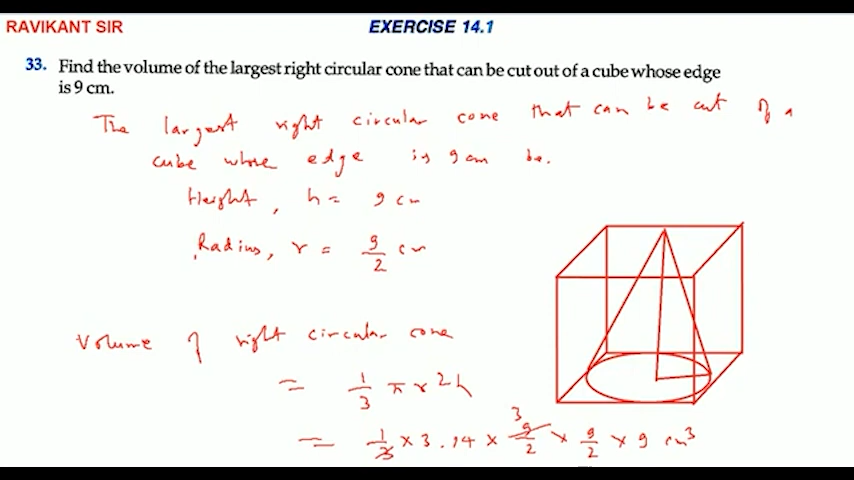 RAVIKANT SIR
EXERCISE 14.1
33. Find the volume of the largest right circular cone that can be cut out of a cube whose edge
is 9 cm.
The largest right circular cone that can be cut of a
cube whose edge is 9cm be.
Height, h = 9 cm
Radius, r = 9/2 cm
Volume of right circular cone
= 1/3 π r2h
= 1/3 × 3.14 × 9/2 3 × 9/2 × 9 cm3